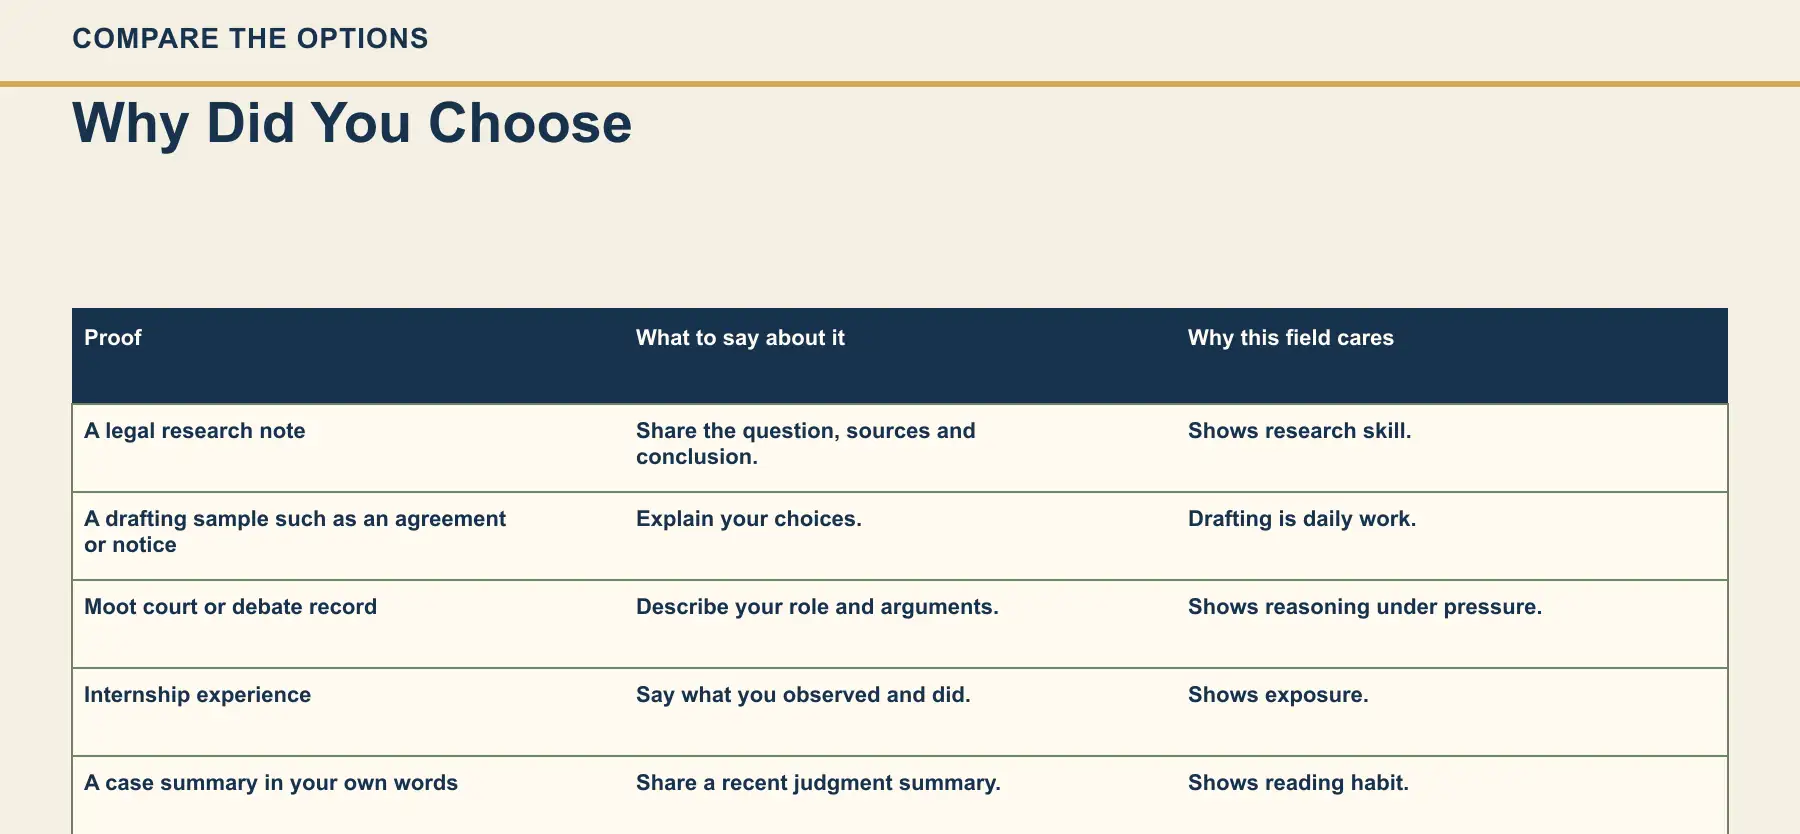 COMPARE THE OPTIONS
Why Did You Choose
Proof
What to say about it
Why this field cares
A legal research note
Share the question, sources and
conclusion.
Shows research skill.
A drafting sample such as an agreement
or notice
Explain your choices.
Drafting is daily work.
Moot court or debate record
Describe your role and arguments.
Shows reasoning under pressure.
Internship experience
Say what you observed and did.
Shows exposure.
A case summary in your own words
Share a recent judgment summary.
Shows reading habit.